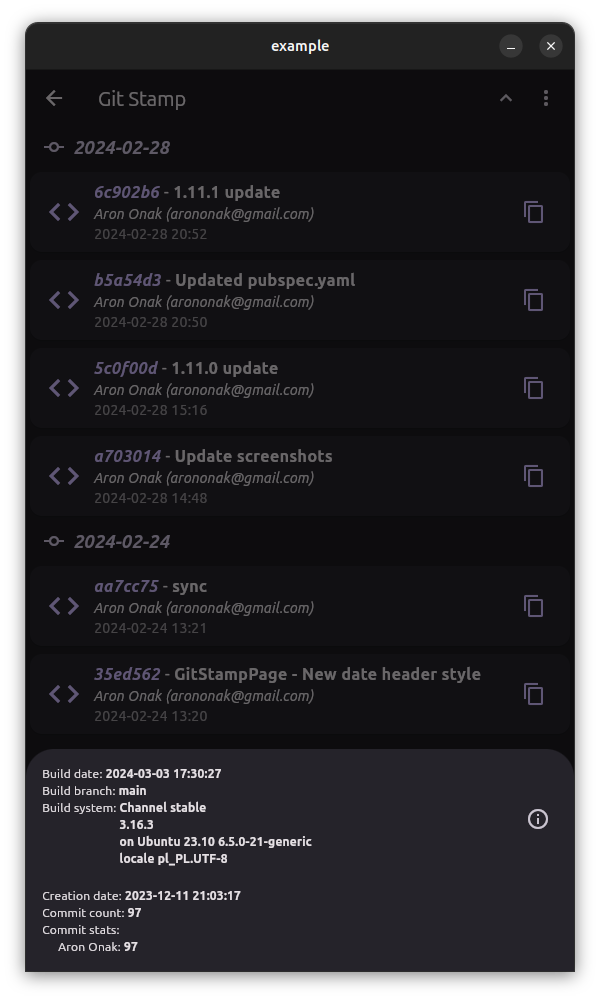 example
Git Stamp
2024-02-28
6c902b6 - 1.11.1 update
Aron Onak (arononak@gmail.com)
2024-02-28 20:52
b5a54d3 - Updated pubspec.yaml
Aron Onak (arononak@gmail.com)
2024-02-28 20:50
5c0f00d - 1.11.0 update
Aron Onak (arononak@gmail.com)
2024-02-28 15:16
a703014 - Update screenshots
Aron Onak (arononak@gmail.com)
2024-02-28 14:48
2024-02-24
aa7cc75 - sync
Aron Onak (arononak@gmail.com)
2024-02-24 13:21
35ed562 - GitStampPage - New date header style
Aron Onak (arononak@gmail.com)
2024-02-24 13:20
Build date: 2024-03-03 17:30:27
Build branch: main
Build system: Channel stable
3.16.3
on Ubuntu 23.10 6.5.0-21-generic
locale pl_PL.UTF-8
Creation date: 2023-12-11 21:03:17
Commit count: 97
Commit stats:
Aron Onak: 97